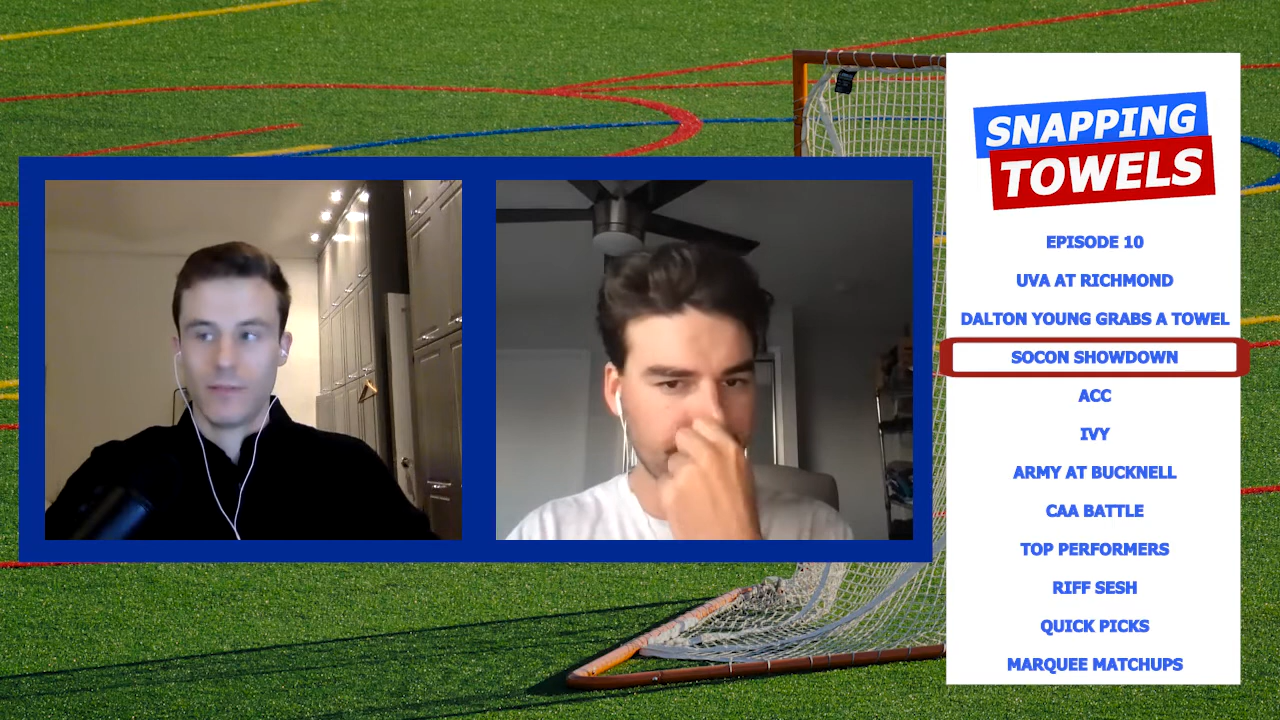 SNAPPING
TOWELS
EPISODE 10
UVA AT RICHMOND
DALTON YOUNG GRABS A TOWEL
SOCON SHOWDOWN
ACC
IVY
ARMY AT BUCKNELL
CAA BATTLE
TOP PERFORMERS
RIFF SESH
QUICK PICKS
MARQUEE MATCHUPS